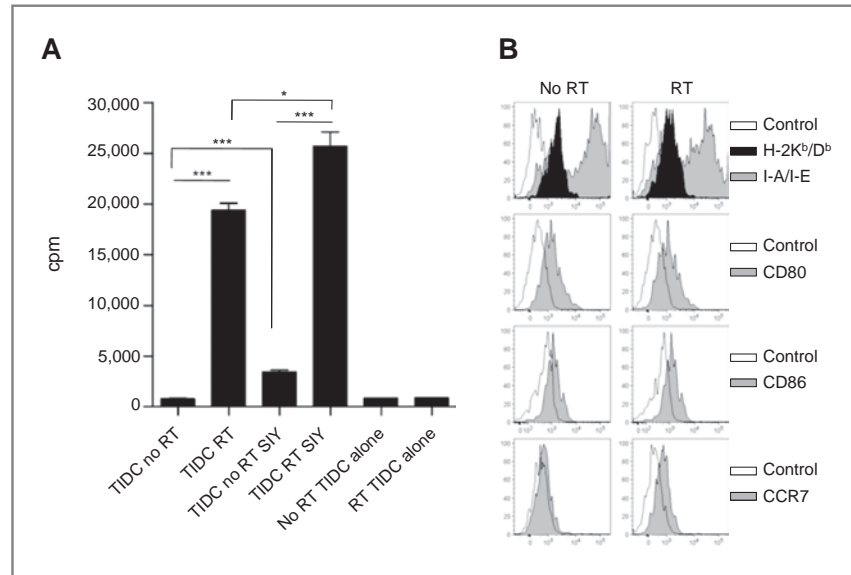 A
30,000
25,000
20,000
15,000
10,000
5,000
0
cpm
*
***
***
***
TIDC no RT
TIDC RT
TIDC no RT SIY
TIDC RT SIY
No RT TIDC alone
RT TIDC alone
B
No RT
RT
Control
H-2Kᵇ/Dᵇ
I-A/I-E
Control
CD80
Control
CD86
Control
CCR7